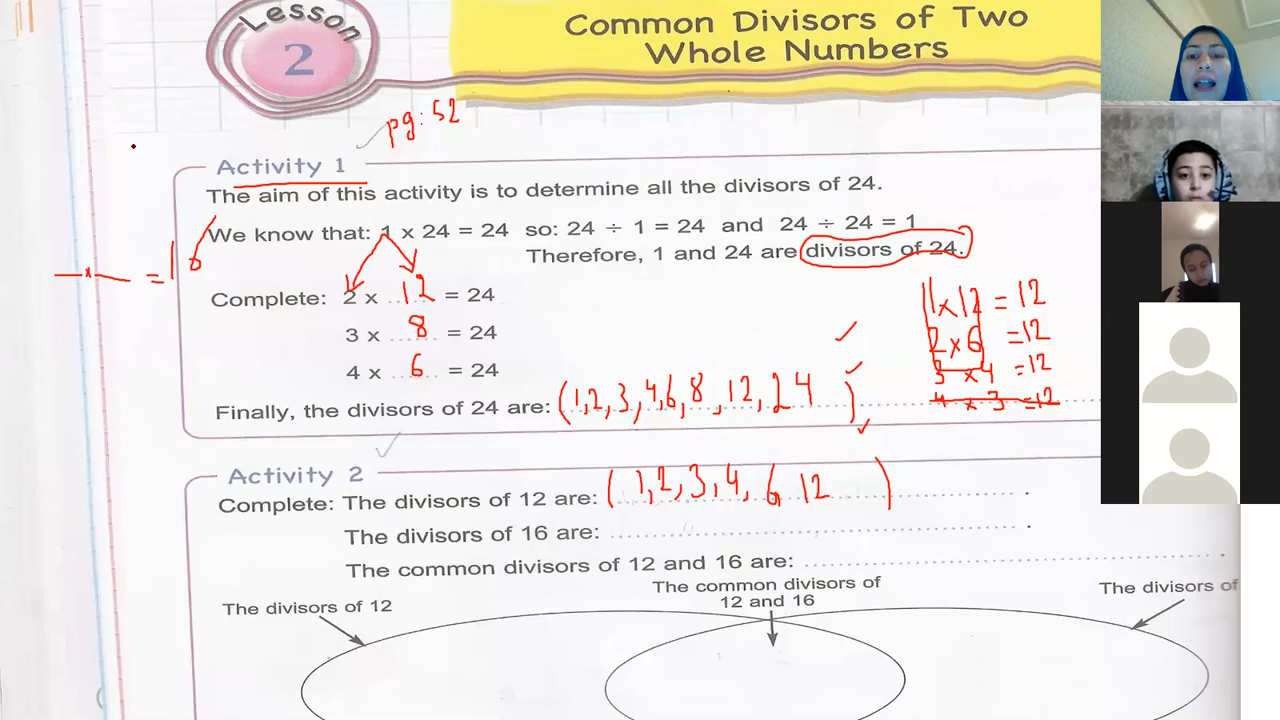 Lesson
2
Common Divisors of Two
Whole Numbers
pg: 52
Activity 1
The aim of this activity is to determine all the divisors of 24.
We know that: 1 x 24 = 24 so: 24 ÷ 1 = 24 and 24 ÷ 24 = 1
Therefore, 1 and 24 are divisors of 24.
__ x __ = 16
Complete: 2 x 12 = 24
3 x 8 = 24
4 x 6 = 24
1 x 12 = 12
2 x 6 = 12
3 x 4 = 12
4 x 3 = 12
Finally, the divisors of 24 are: (1, 2, 3, 4, 6, 8, 12, 24)
Activity 2
Complete: The divisors of 12 are: (1, 2, 3, 4, 6 12)
The divisors of 16 are:
The common divisors of 12 and 16 are:
The divisors of 12
The common divisors of
12 and 16
The divisors of